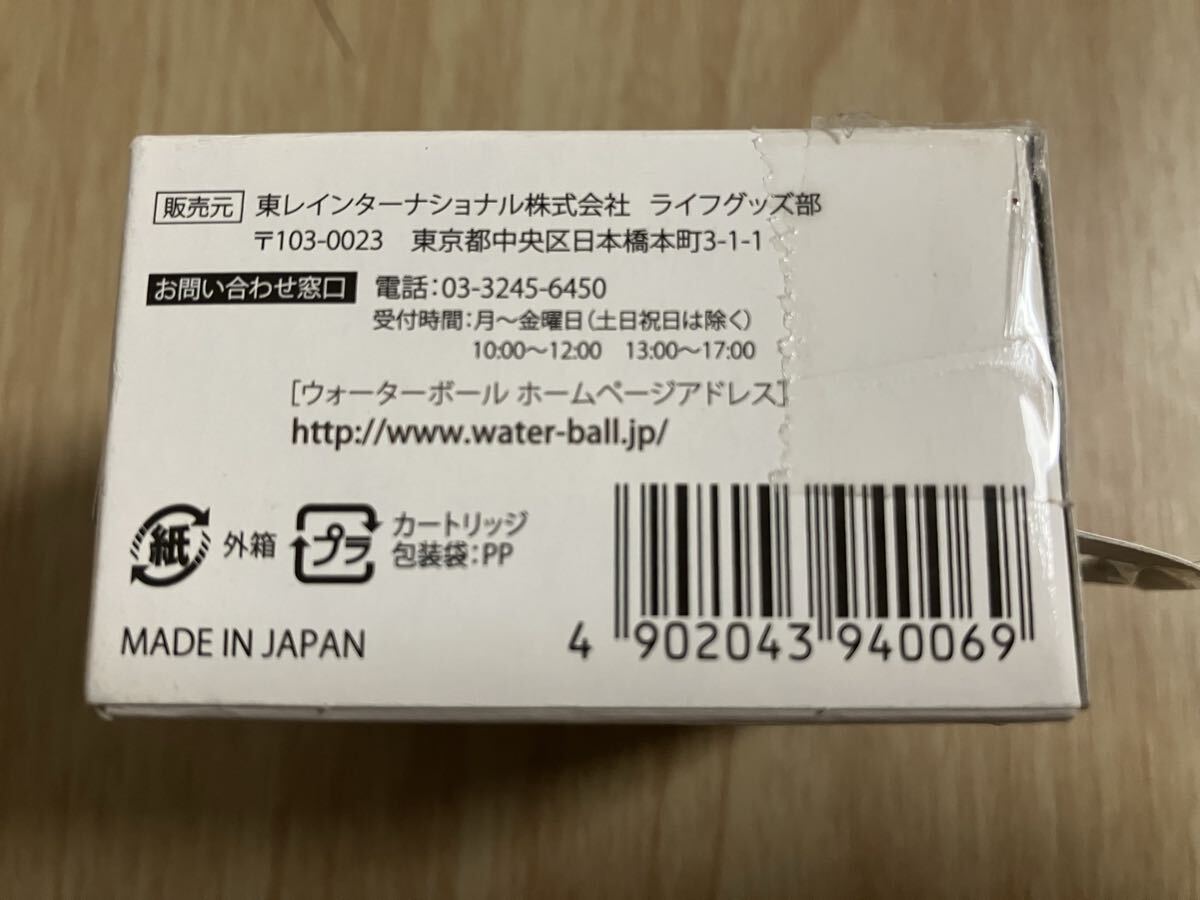 販売元 東レインターナショナル株式会社 ライフグッズ部
〒103-0023 東京都中央区日本橋本町3-1-1
お問い合わせ窓口 電話:03-3245-6450
受付時間:月～金曜日(土日祝日は除く)
10:00～12:00 13:00～17:00
[ウォーターボール ホームページアドレス]
http://www.water-ball.jp/
紙 外箱 プラ カートリッジ
包装袋:PP
MADE IN JAPAN
4 902043 940069